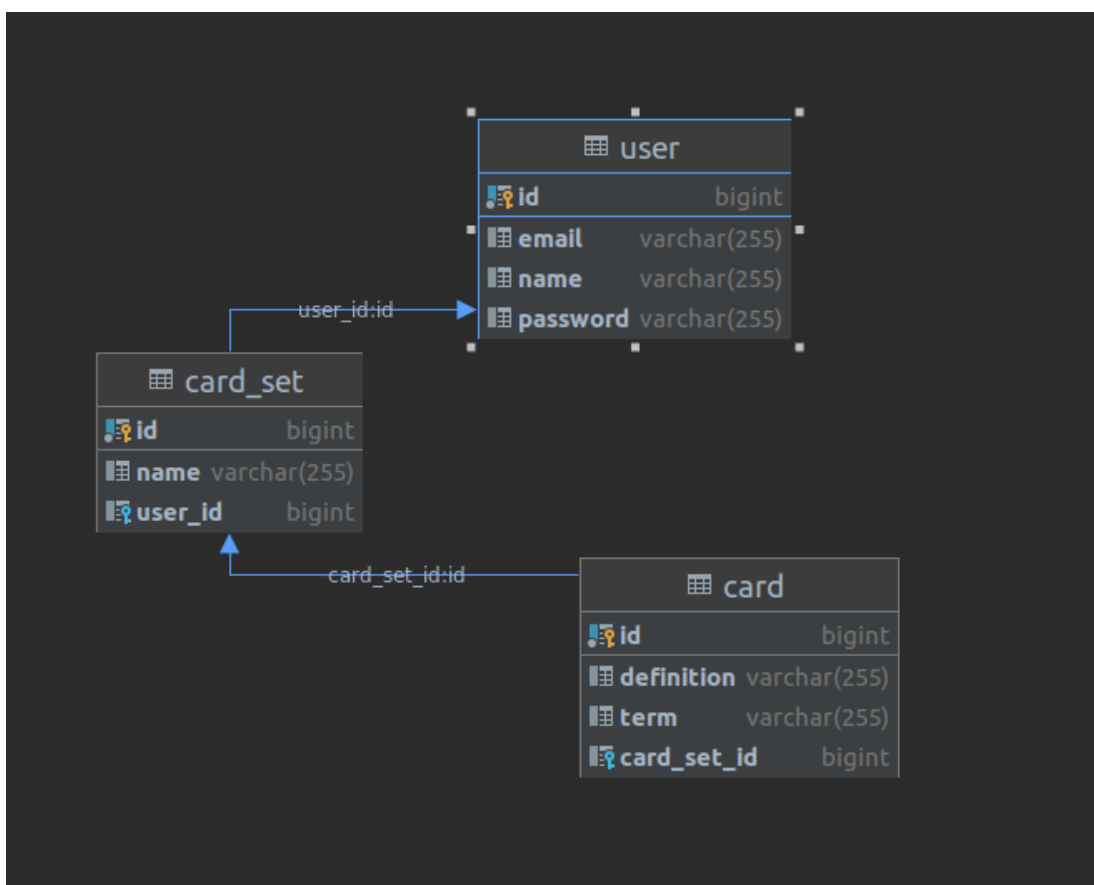 user
id bigint
email varchar(255)
name varchar(255)
password varchar(255)
user_id:id
card_set
id bigint
name varchar(255)
user_id bigint
card_set_id:id
card
id bigint
definition varchar(255)
term varchar(255)
card_set_id bigint